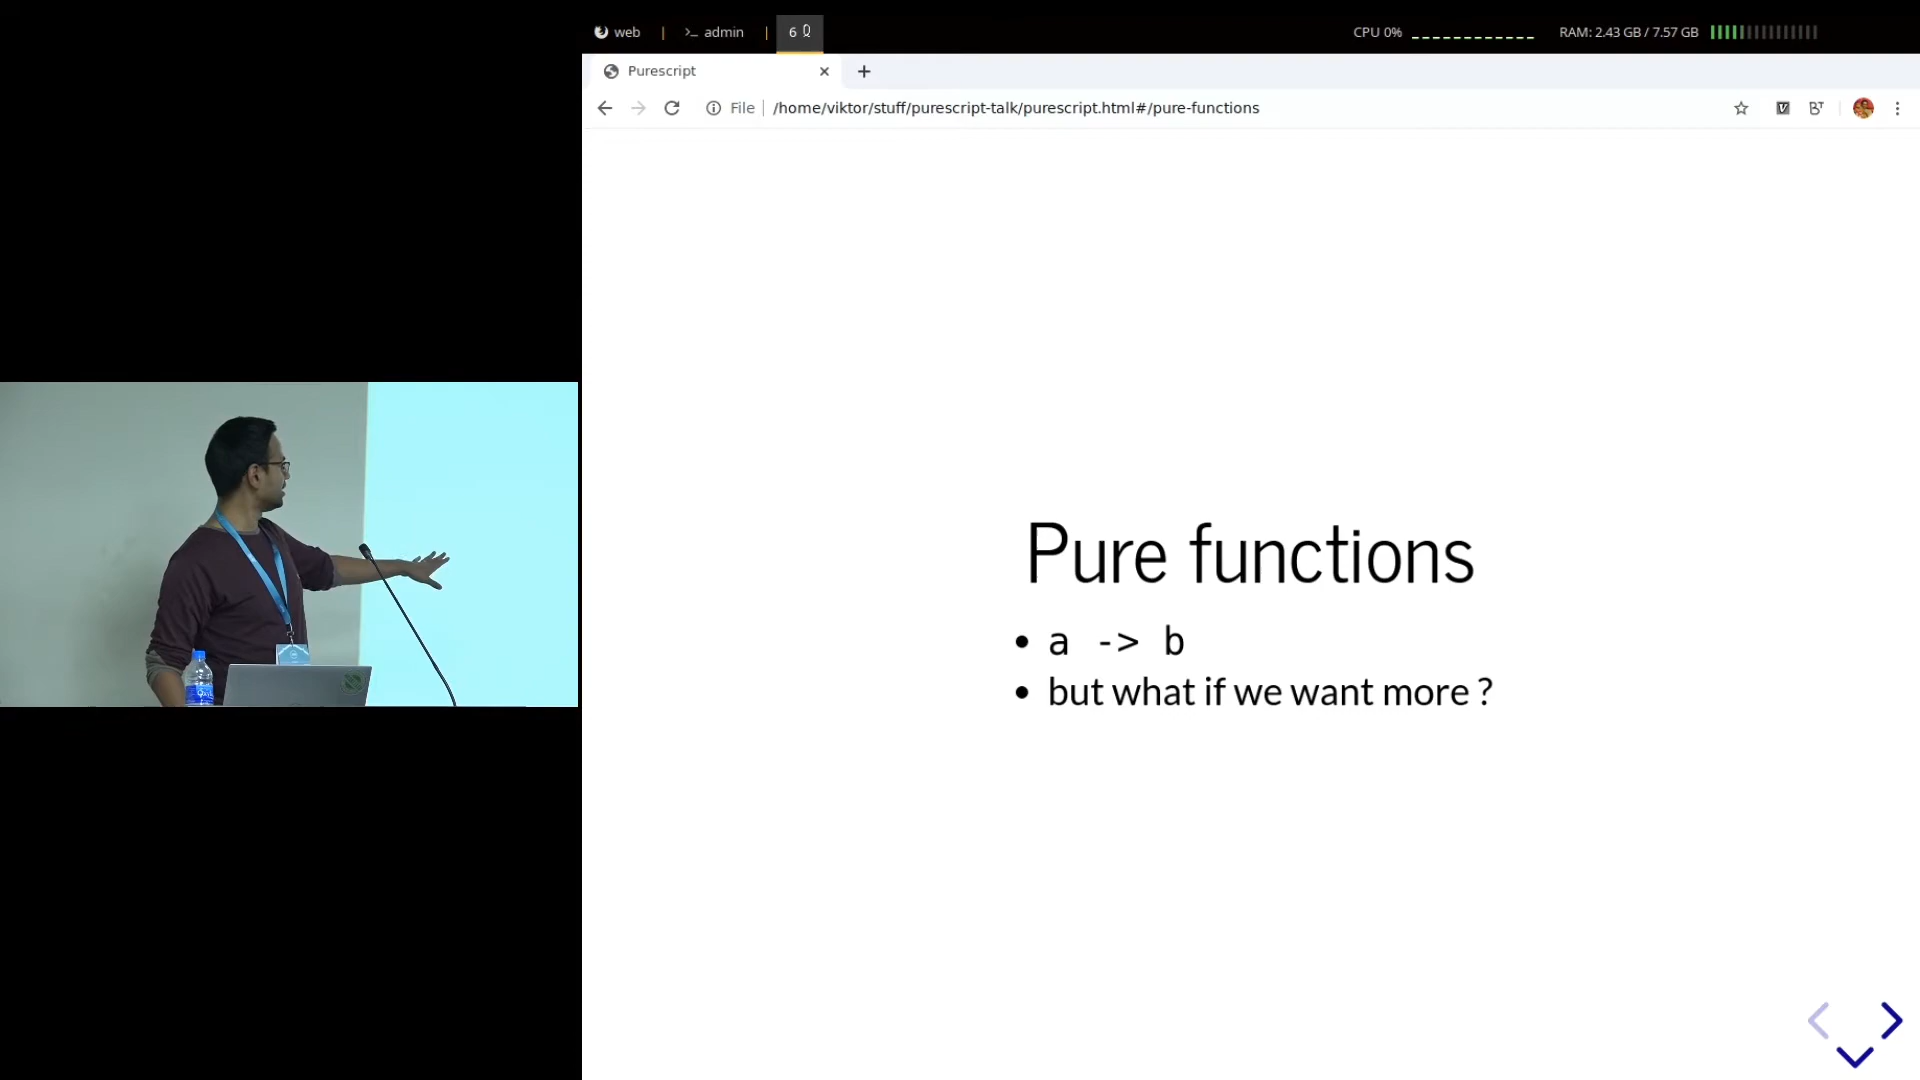 web | >_ admin | 6
CPU 0% RAM: 2.43 GB / 7.57 GB
Purescript
File /home/viktor/stuff/purescript-talk/purescript.html#/pure-functions
Pure functions
• a -> b
• but what if we want more ?